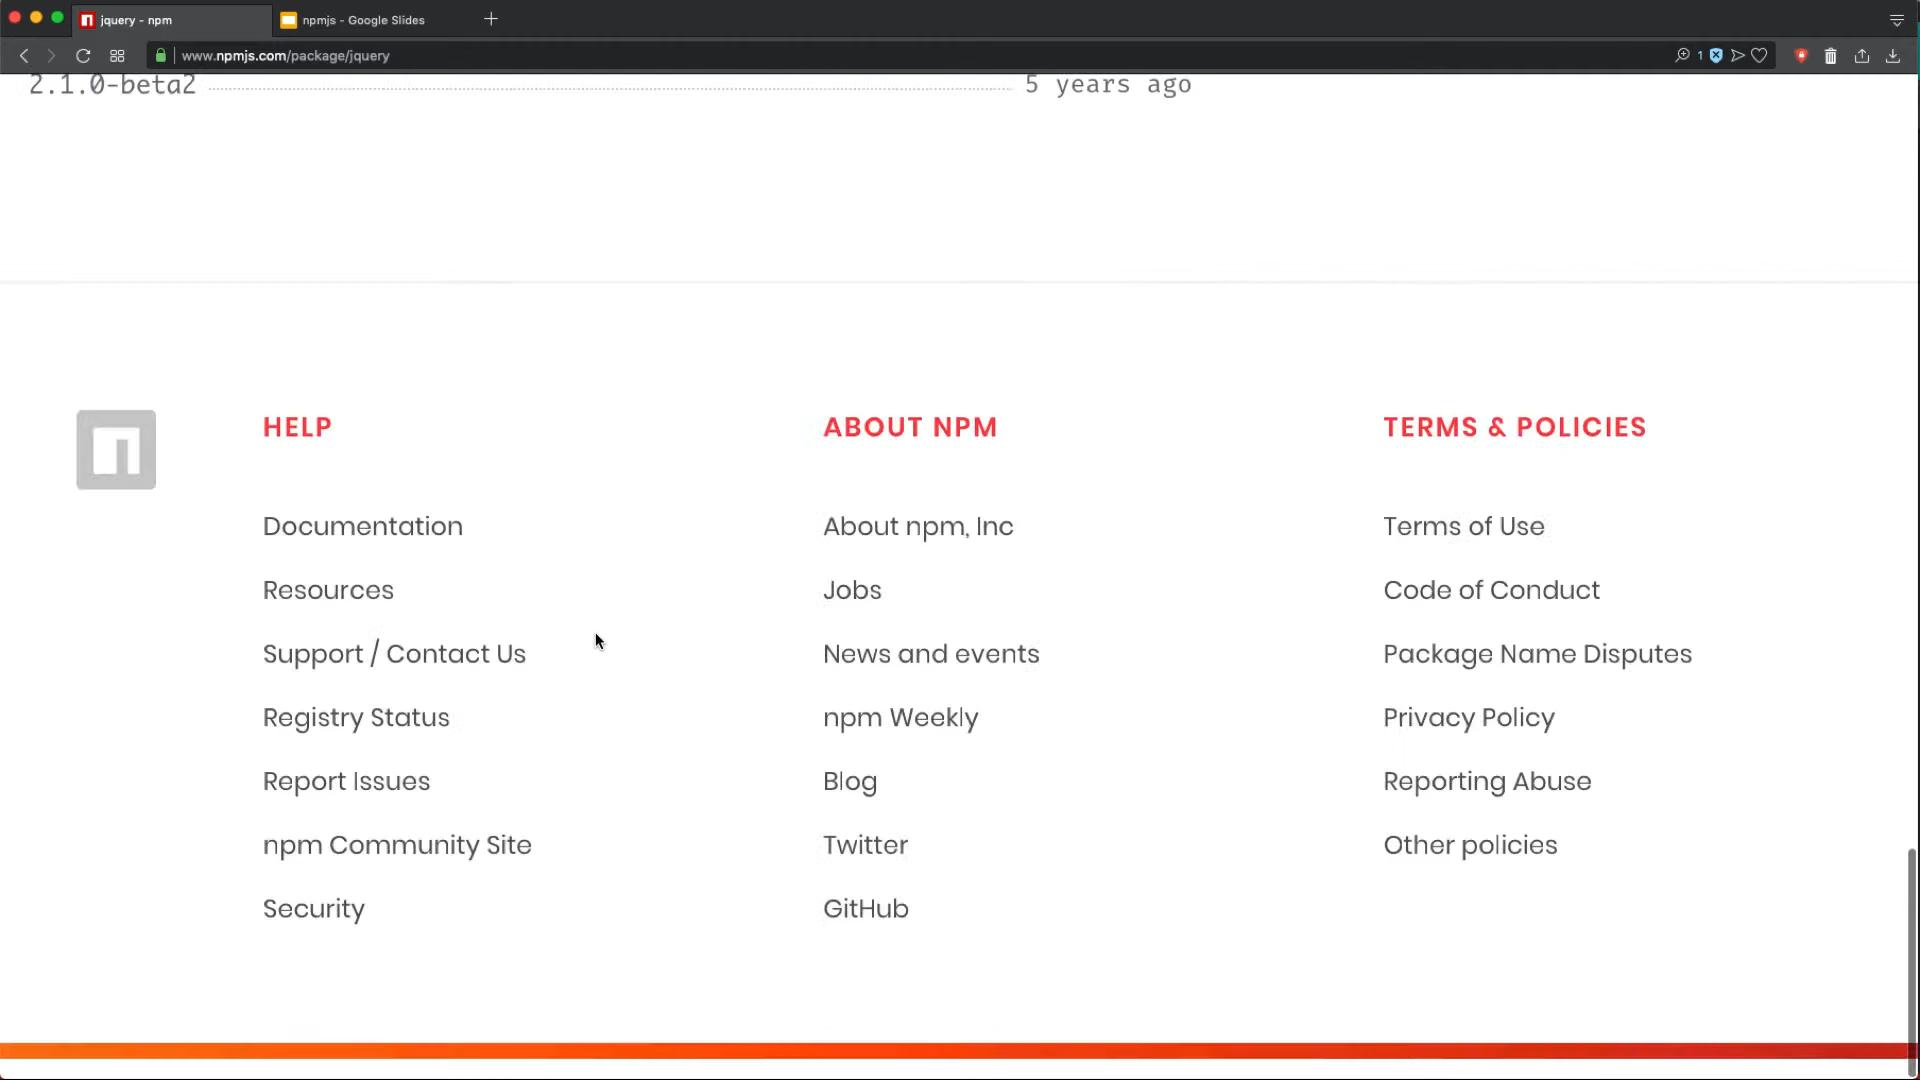 jquery - npm
npmjs - Google Slides
www.npmjs.com/package/jquery
1
2.1.0-beta2 5 years ago
HELP
Documentation
Resources
Support / Contact Us
Registry Status
Report Issues
npm Community Site
Security
ABOUT NPM
About npm, Inc
Jobs
News and events
npm Weekly
Blog
Twitter
GitHub
TERMS & POLICIES
Terms of Use
Code of Conduct
Package Name Disputes
Privacy Policy
Reporting Abuse
Other policies